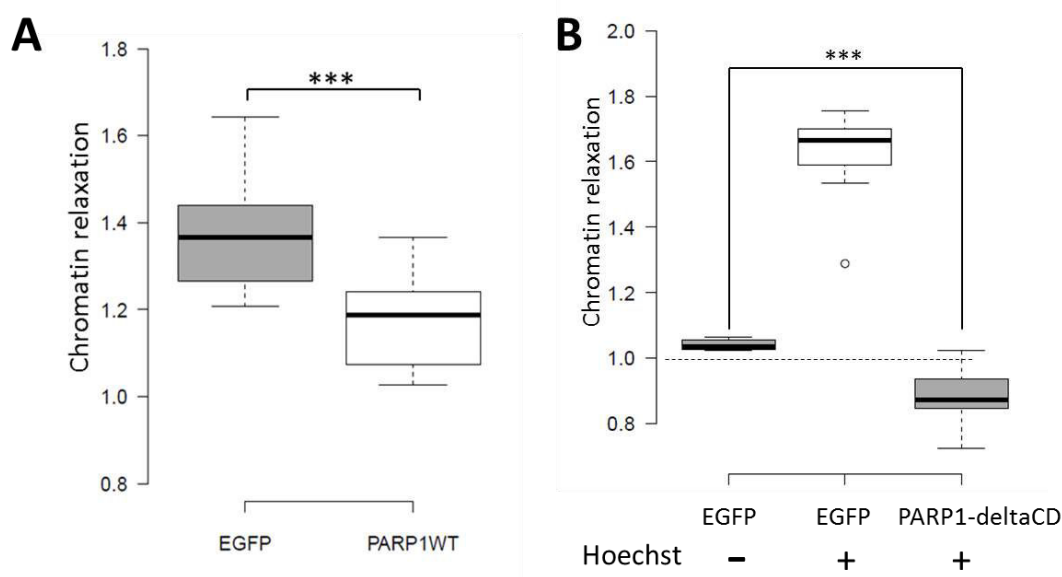 A
Chromatin relaxation
1.8
1.6
1.4
1.2
1.0
0.8
***
EGFP PARP1WT
B
Chromatin relaxation
2.0
1.8
1.6
1.4
1.2
1.0
0.8
***
EGFP EGFP PARP1-deltaCD
Hoechst - + +